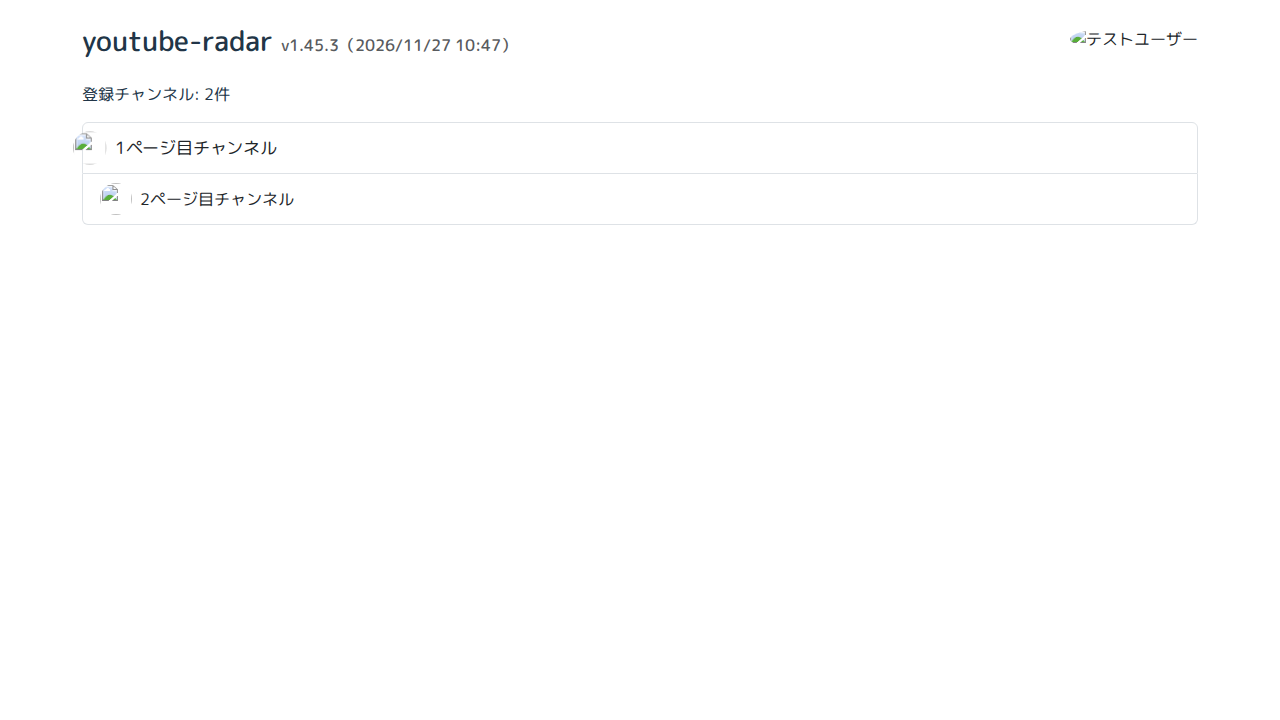 youtube-radar v1.45.3（2026/11/27 10:47）
テストユーザー
登録チャンネル: 2件
1ページ目チャンネル
2ページ目チャンネル